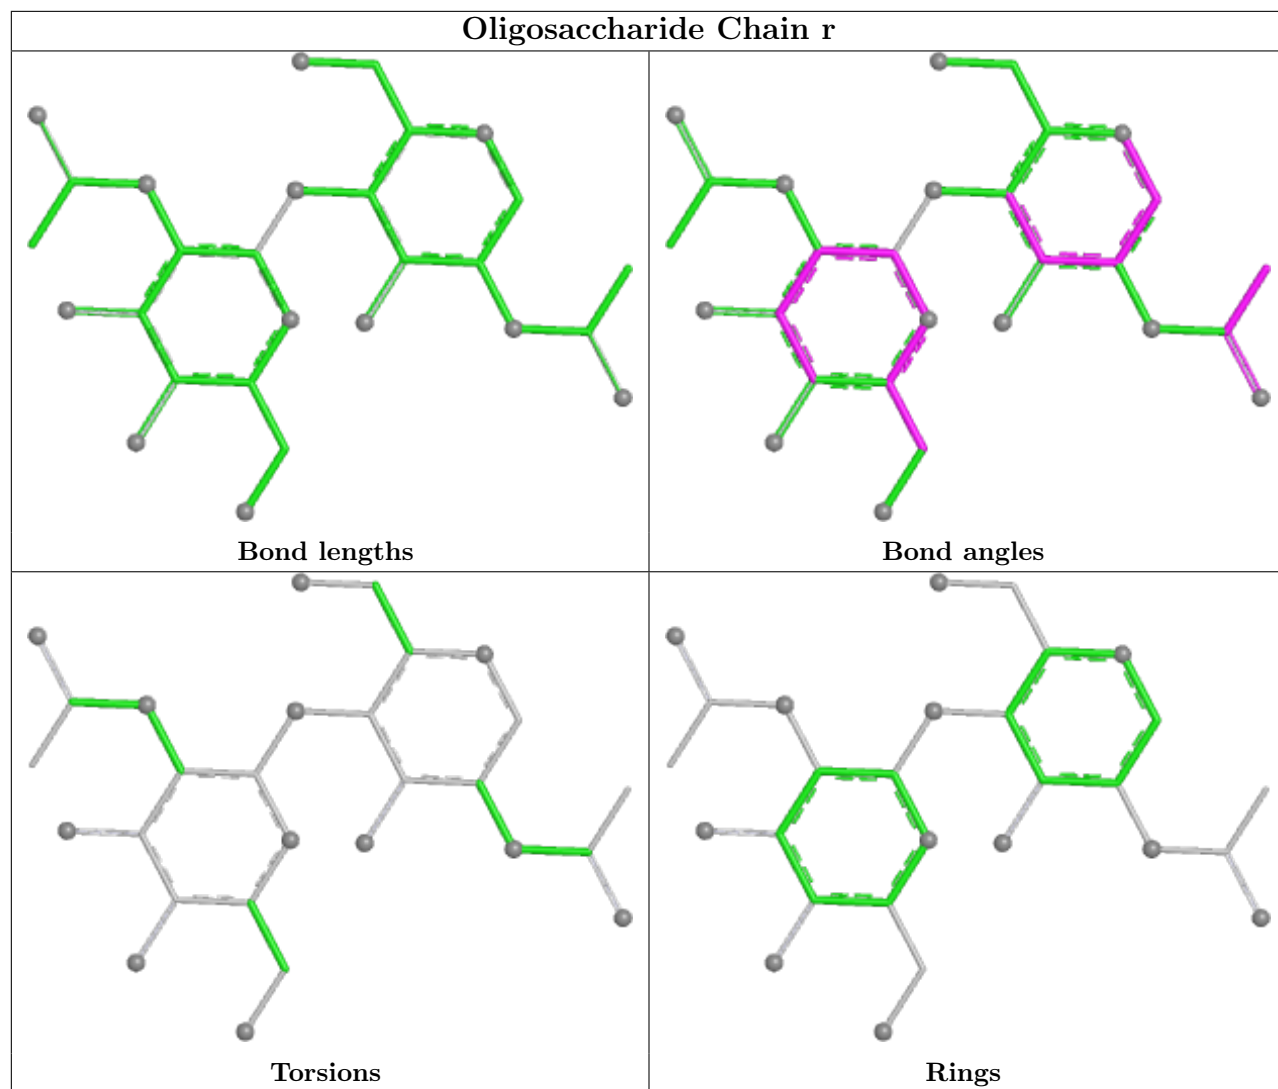 Oligosaccharide Chain r
Bond lengths
Bond angles
Torsions
Rings